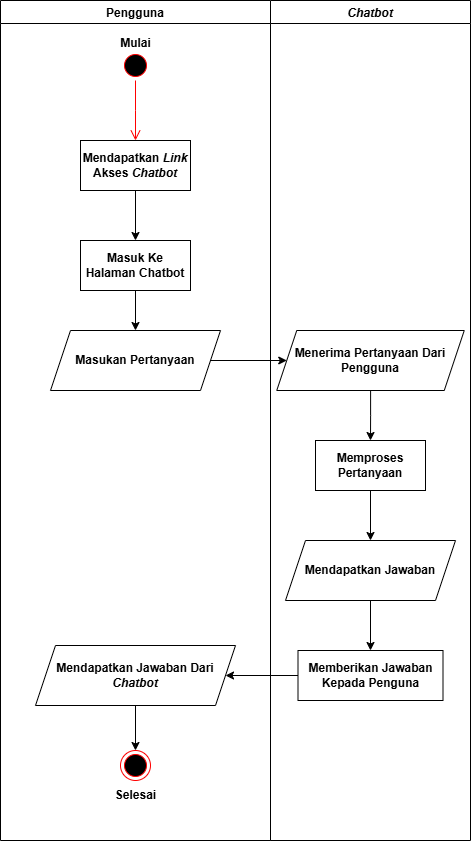 Pengguna
Chatbot
Mulai
Mendapatkan Link
Akses Chatbot
Masuk Ke
Halaman Chatbot
Masukan Pertanyaan
Menerima Pertanyaan Dari
Pengguna
Memproses
Pertanyaan
Mendapatkan Jawaban
Memberikan Jawaban
Kepada Penguna
Mendapatkan Jawaban Dari
Chatbot
Selesai